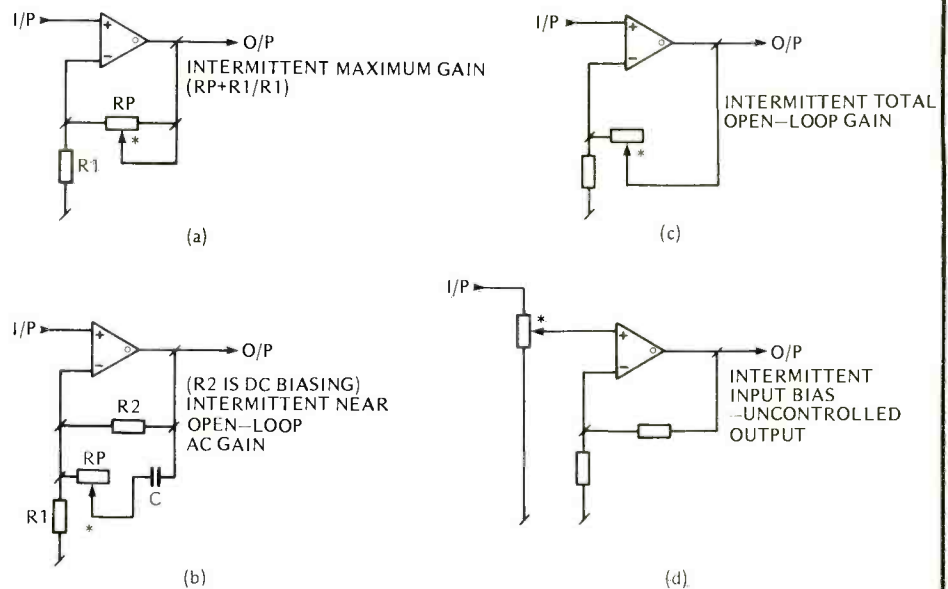 I/P
+
−
O/P
INTERMITTENT MAXIMUM GAIN
(RP+R1/R1)
RP
*
R1
(a)
I/P
+
−
O/P
INTERMITTENT TOTAL
OPEN—LOOP GAIN
*
(c)
I/P
+
−
O/P
(R2 IS DC BIASING)
INTERMITTENT NEAR
OPEN—LOOP
AC GAIN
R2
RP
C
R1
*
(b)
I/P
*
+
−
O/P
INTERMITTENT
INPUT BIAS
—UNCONTROLLED
OUTPUT
(d)